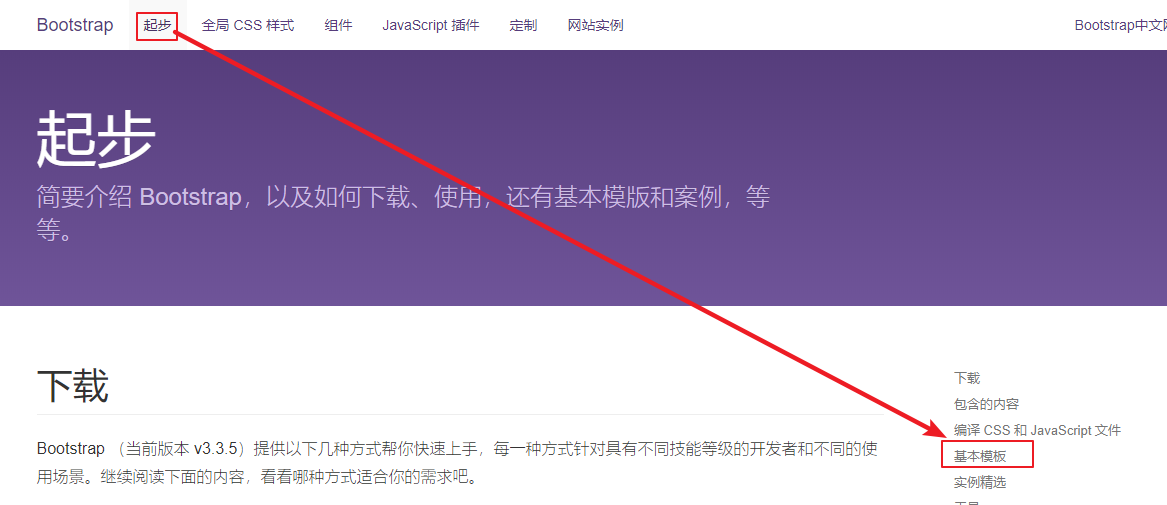 Bootstrap 起步 全局 CSS 样式 组件 JavaScript 插件 定制 网站实例 Bootstrap中文
起步
简要介绍 Bootstrap，以及如何下载、使用，还有基本模版和案例，等
等。
下载
Bootstrap （当前版本 v3.3.5）提供以下几种方式帮你快速上手，每一种方式针对具有不同技能等级的开发者和不同的使
用场景。继续阅读下面的内容，看看哪种方式适合你的需求吧。
下载
包含的内容
编译 CSS 和 JavaScript 文件
基本模板
实例精选